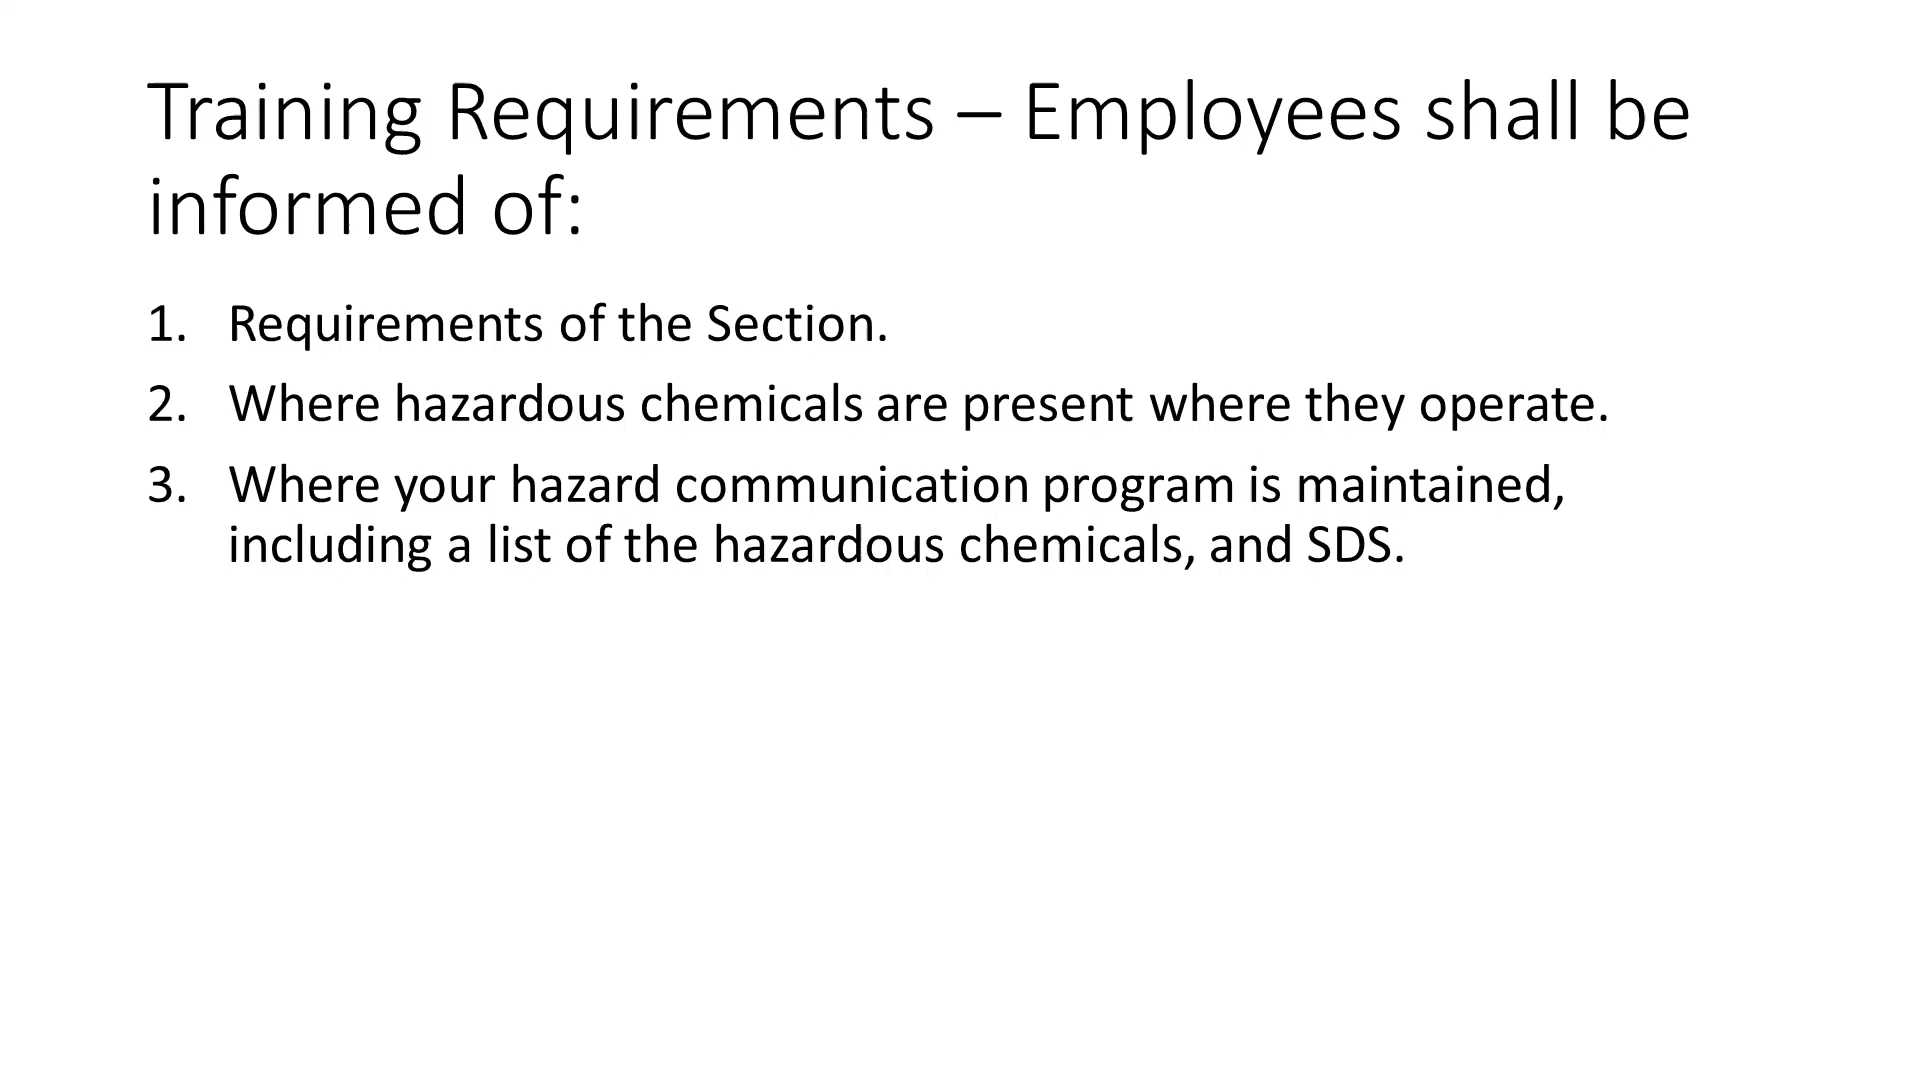 Training Requirements – Employees shall be
informed of:
1. Requirements of the Section.
2. Where hazardous chemicals are present where they operate.
3. Where your hazard communication program is maintained,
including a list of the hazardous chemicals, and SDS.